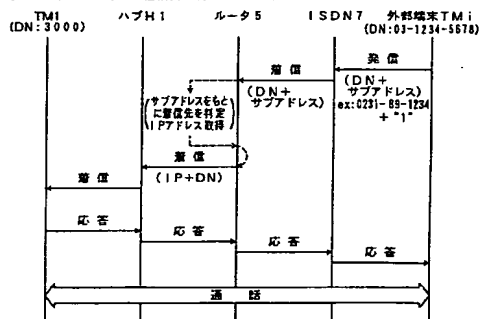 TM1 ハブH1 ルータ5 ISDN7 外部端末TMi
(DN:3000) (DN:03-1234-5678)
発信
着信
(DN+
サブアドレス)
(DN+
サブアドレス)
ex:0231-89-1234
+"1"
(サブアドレスをもと
に着信先を判定
IPアドレス取得)
着信
(IP+DN)
着信
応答
応答
応答
応答
通話